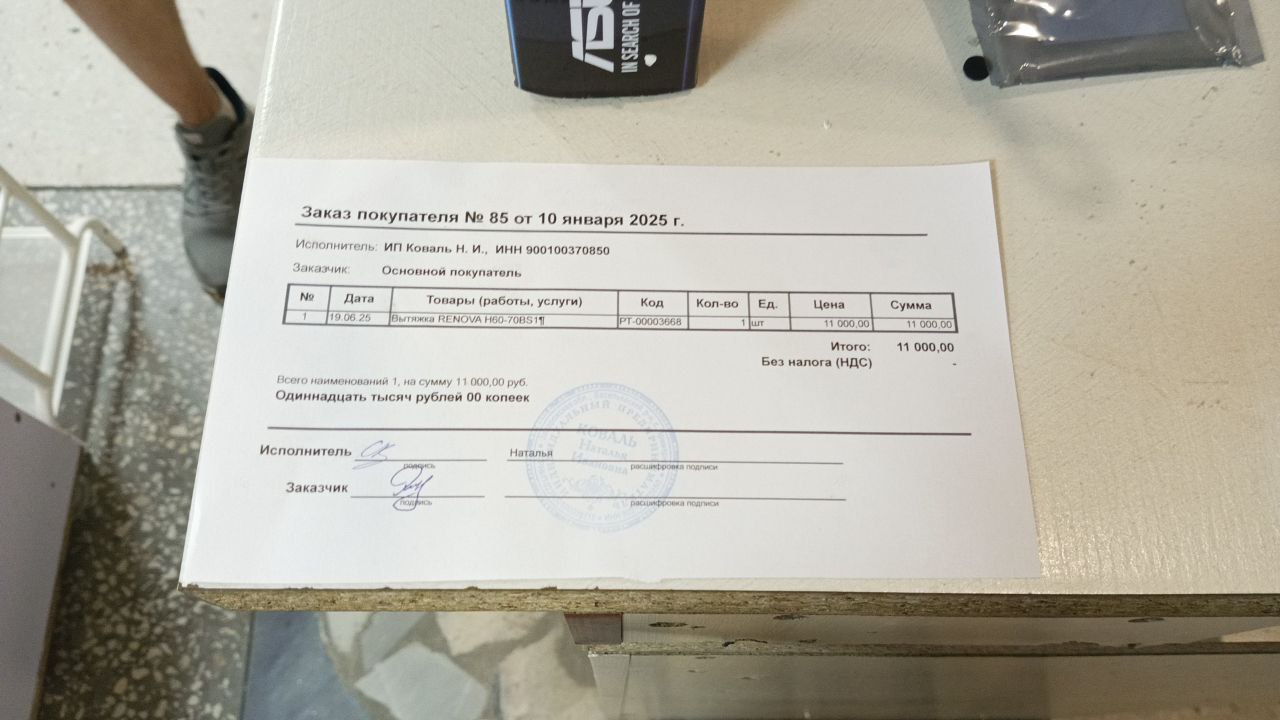 IN SEARCH OF
Заказ покупателя № 85 от 10 января 2025 г.
Исполнитель: ИП Коваль Н. И., ИНН 900100370850
Заказчик: Основной покупатель
№ Дата Товары (работы, услуги) Код Кол-во Ед. Цена Сумма
1 19.06.25 Вытяжка RENOVA H60-70BS1¶ РТ-00003668 1 шт 11 000,00 11 000,00
Итого: 11 000,00
Без налога (НДС) -
Всего наименований 1, на сумму 11 000,00 руб.
Одиннадцать тысяч рублей 00 копеек
Исполнитель Наталья
подпись расшифровка подписи
Заказчик
подпись расшифровка подписи
КОВАЛЬ
Наталья
Ивановна